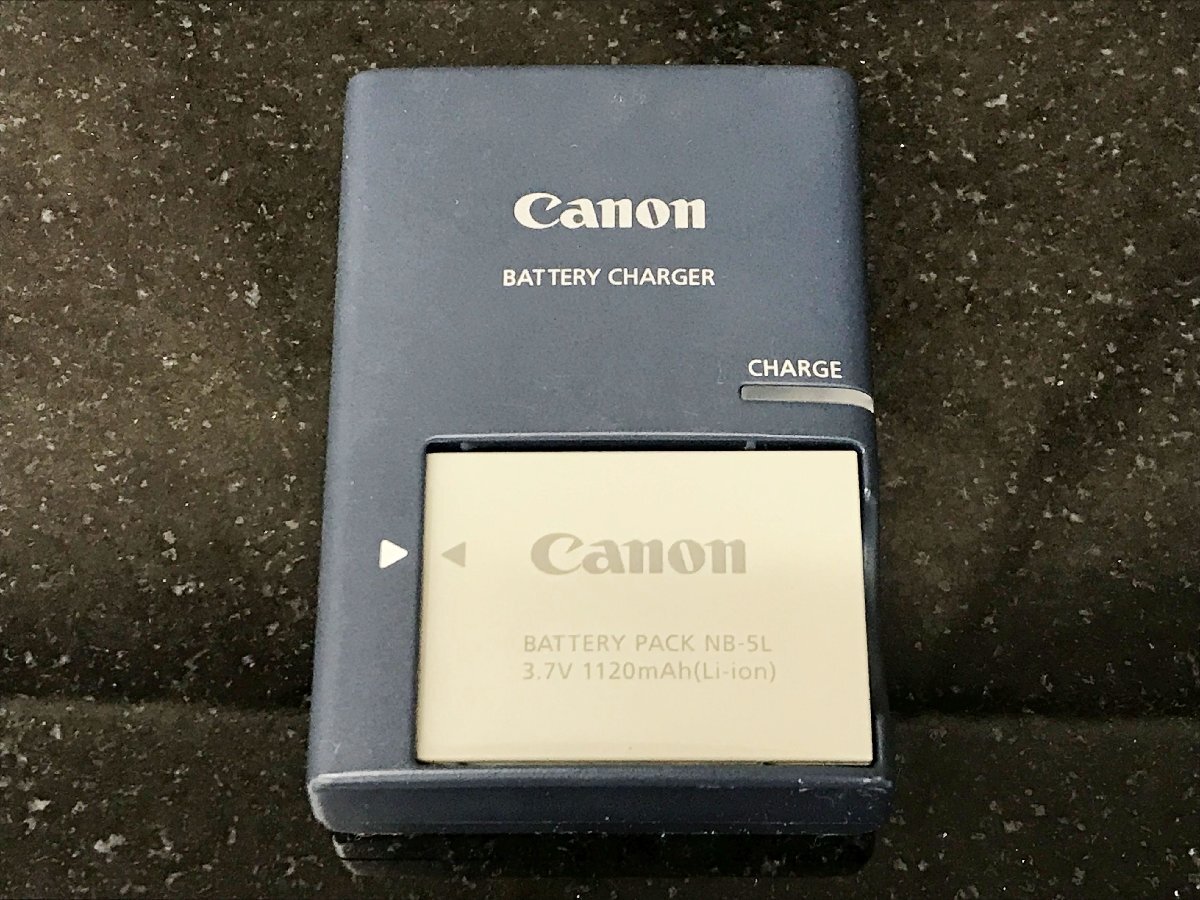 Canon
BATTERY CHARGER
CHARGE
Canon
BATTERY PACK NB-5L
3.7V 1120mAh(Li-ion)